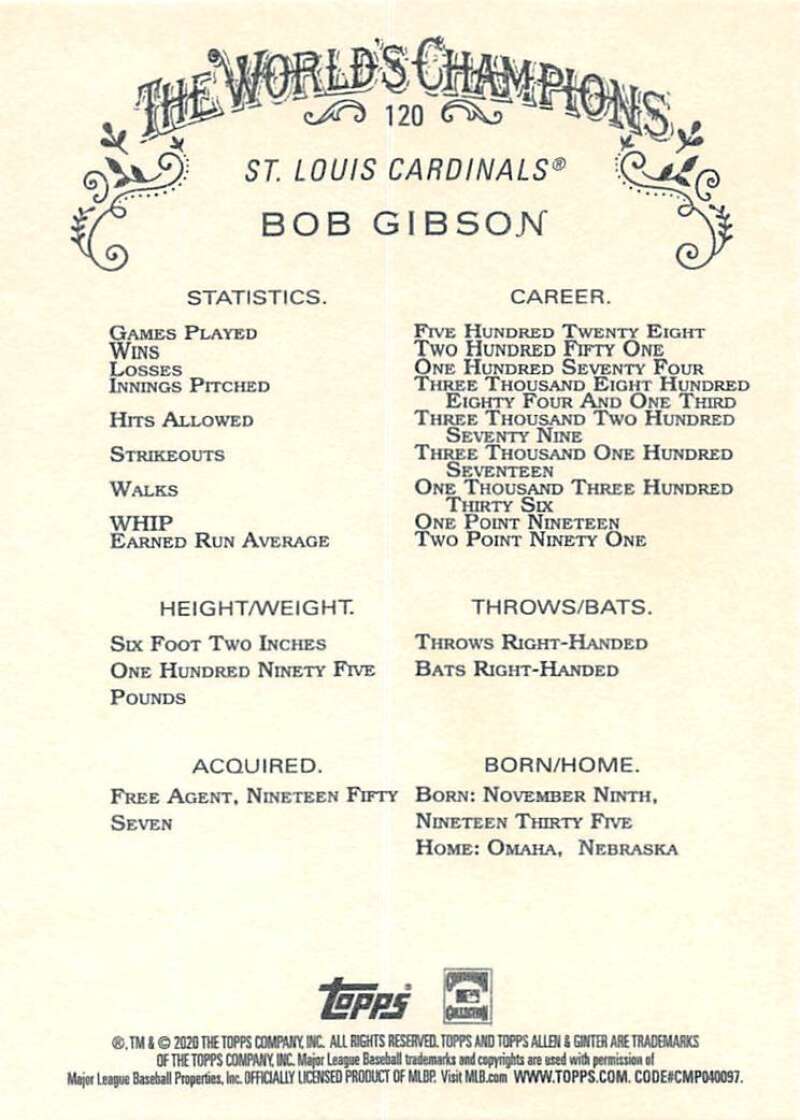 THE WORLD'S CHAMPIONS
120
ST. LOUIS CARDINALS®
BOB GIBSON
STATISTICS.
CAREER.
GAMES PLAYED
FIVE HUNDRED TWENTY EIGHT
WINS
TWO HUNDRED FIFTY ONE
LOSSES
ONE HUNDRED SEVENTY FOUR
INNINGS PITCHED
THREE THOUSAND EIGHT HUNDRED
EIGHTY FOUR AND ONE THIRD
HITS ALLOWED
THREE THOUSAND TWO HUNDRED
SEVENTY NINE
STRIKEOUTS
THREE THOUSAND ONE HUNDRED
SEVENTEEN
WALKS
ONE THOUSAND THREE HUNDRED
THIRTY SIX
WHIP
ONE POINT NINETEEN
EARNED RUN AVERAGE
TWO POINT NINETY ONE
HEIGHT/WEIGHT.
SIX FOOT TWO INCHES
ONE HUNDRED NINETY FIVE
POUNDS
THROWS/BATS.
THROWS RIGHT-HANDED
BATS RIGHT-HANDED
ACQUIRED.
FREE AGENT, NINETEEN FIFTY
SEVEN
BORN/HOME.
BORN: NOVEMBER NINTH,
NINETEEN THIRTY FIVE
HOME: OMAHA, NEBRASKA
Topps®
COOPERSTOWN
COLLECTION
®, TM & © 2020 THE TOPPS COMPANY, INC. ALL RIGHTS RESERVED. TOPPS AND TOPPS ALLEN & GINTER ARE TRADEMARKS
OF THE TOPPS COMPANY, INC. Major League Baseball trademarks and copyrights are used with permission of
Major League Baseball Properties, Inc. OFFICIALLY LICENSED PRODUCT OF MLBP. Visit MLB.com WWW.TOPPS.COM. CODE#CMP040097.